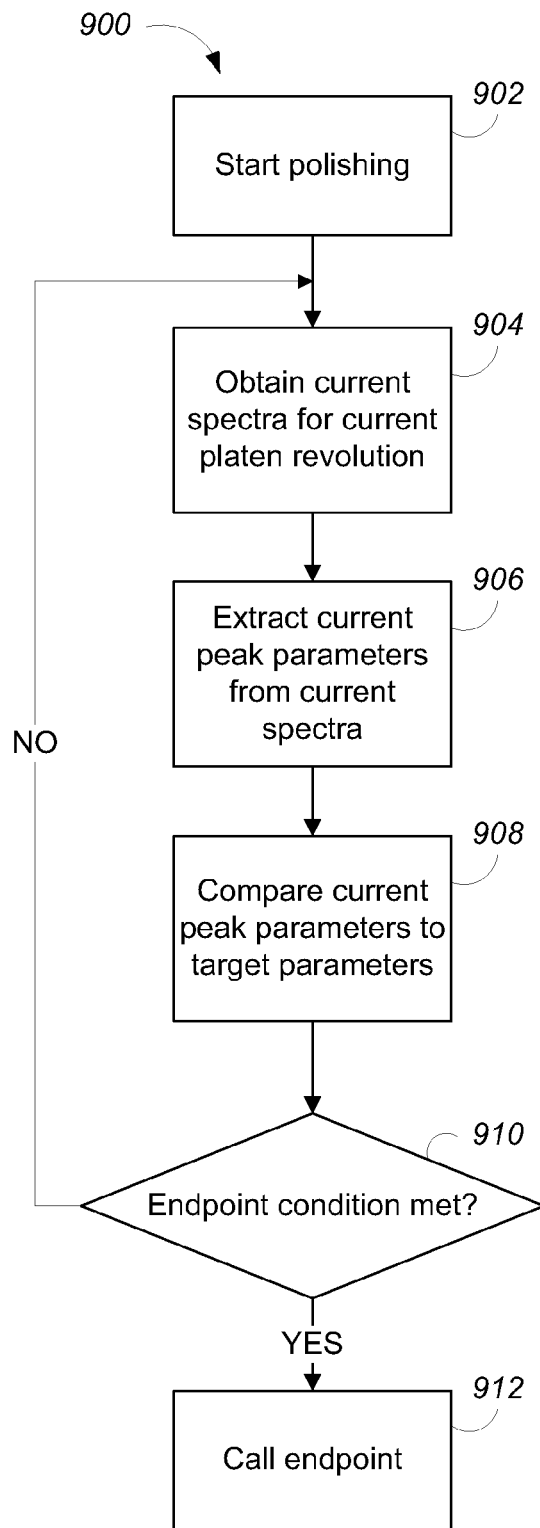 900
902
Start polishing
904
Obtain current
spectra for current
platen revolution
906
Extract current
peak parameters
from current
spectra
NO
908
Compare current
peak parameters to
target parameters
910
Endpoint condition met?
YES
912
Call endpoint